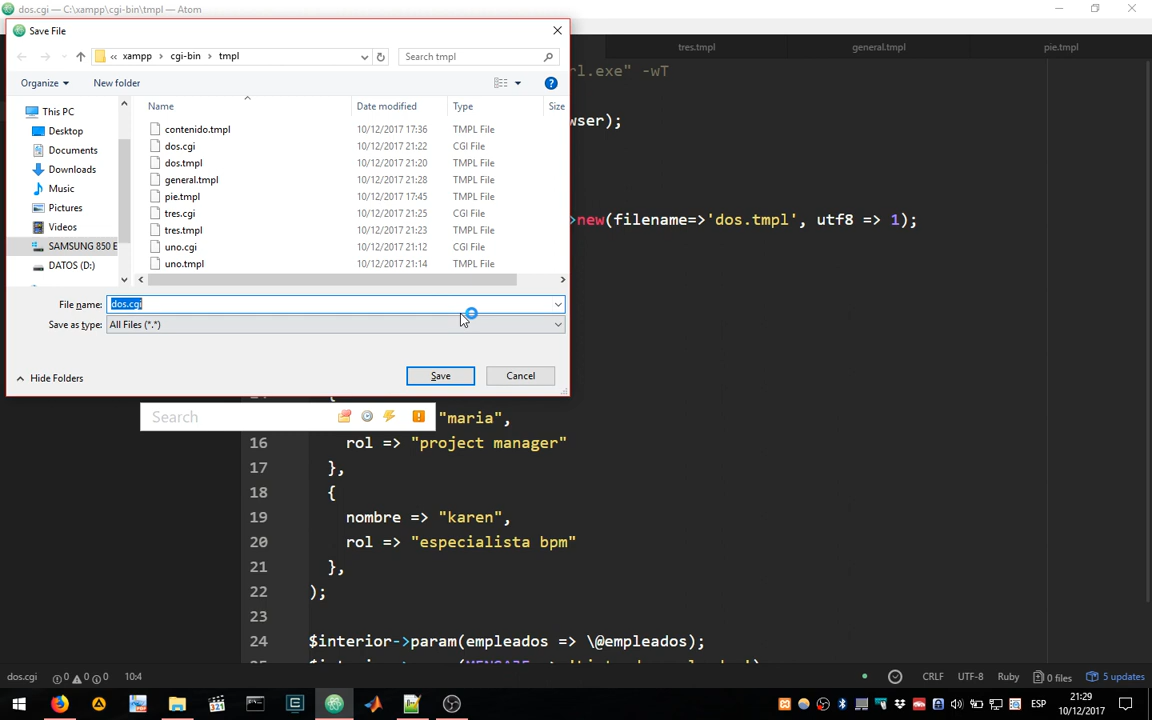 dos.cgi — C:\xampp\cgi-bin\tmpl — Atom
Save File
« xampp › cgi-bin › tmpl
Search tmpl
Organize
New folder
Name
Date modified
Type
Size
This PC
Desktop
Documents
Downloads
Music
Pictures
Videos
SAMSUNG 850 E
DATOS (D:)
contenido.tmpl 10/12/2017 17:36 TMPL File
dos.cgi 10/12/2017 21:22 CGI File
dos.tmpl 10/12/2017 21:20 TMPL File
general.tmpl 10/12/2017 21:28 TMPL File
pie.tmpl 10/12/2017 17:45 TMPL File
tres.cgi 10/12/2017 21:25 CGI File
tres.tmpl 10/12/2017 21:23 TMPL File
uno.cgi 10/12/2017 21:12 CGI File
uno.tmpl 10/12/2017 21:14 TMPL File
File name: dos.cgi
Save as type: All Files (*.*)
Hide Folders
Save
Cancel
tres.tmpl
general.tmpl
pie.tmpl
rl.exe" -wT
wser);
>new(filename=>'dos.tmpl', utf8 => 1);
Search
"maria",
16 rol => "project manager"
17 },
18 {
19 nombre => "karen",
20 rol => "especialista bpm"
21 },
22 );
23
24 $interior->param(empleados => \@empleados);
dos.cgi 0 0 0 10:4
CRLF UTF-8 Ruby 0 files 5 updates
ESP
21:29
10/12/2017